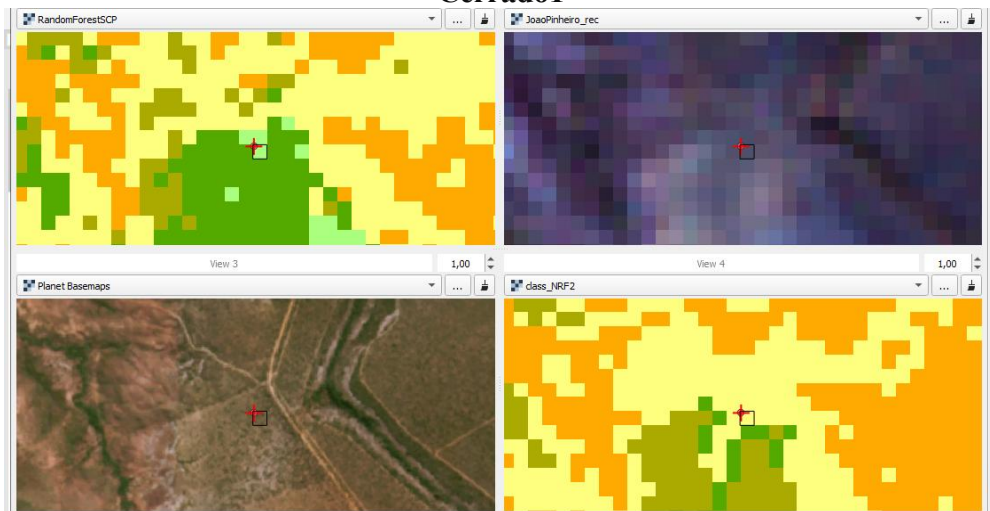 Cerrado1
RandomForestSCP
...
JoaoPinheiro_rec
...
View 3
1,00
View 4
1,00
Planet Basemaps
...
class_NRF2
...